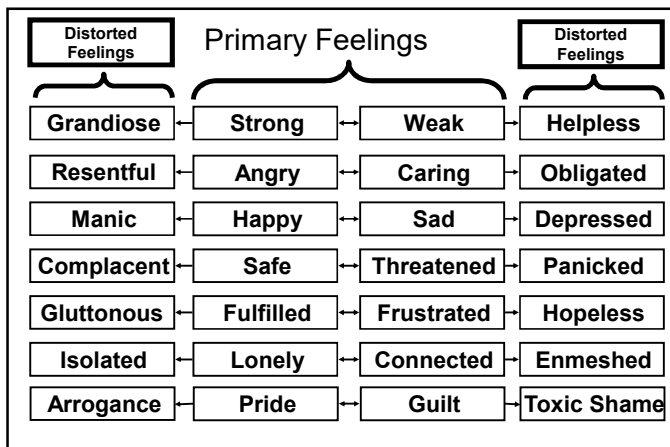 Distorted
Feelings
Primary Feelings
Distorted
Feelings
Grandiose Strong Weak Helpless
Resentful Angry Caring Obligated
Manic Happy Sad Depressed
Complacent Safe Threatened Panicked
Gluttonous Fulfilled Frustrated Hopeless
Isolated Lonely Connected Enmeshed
Arrogance Pride Guilt Toxic Shame